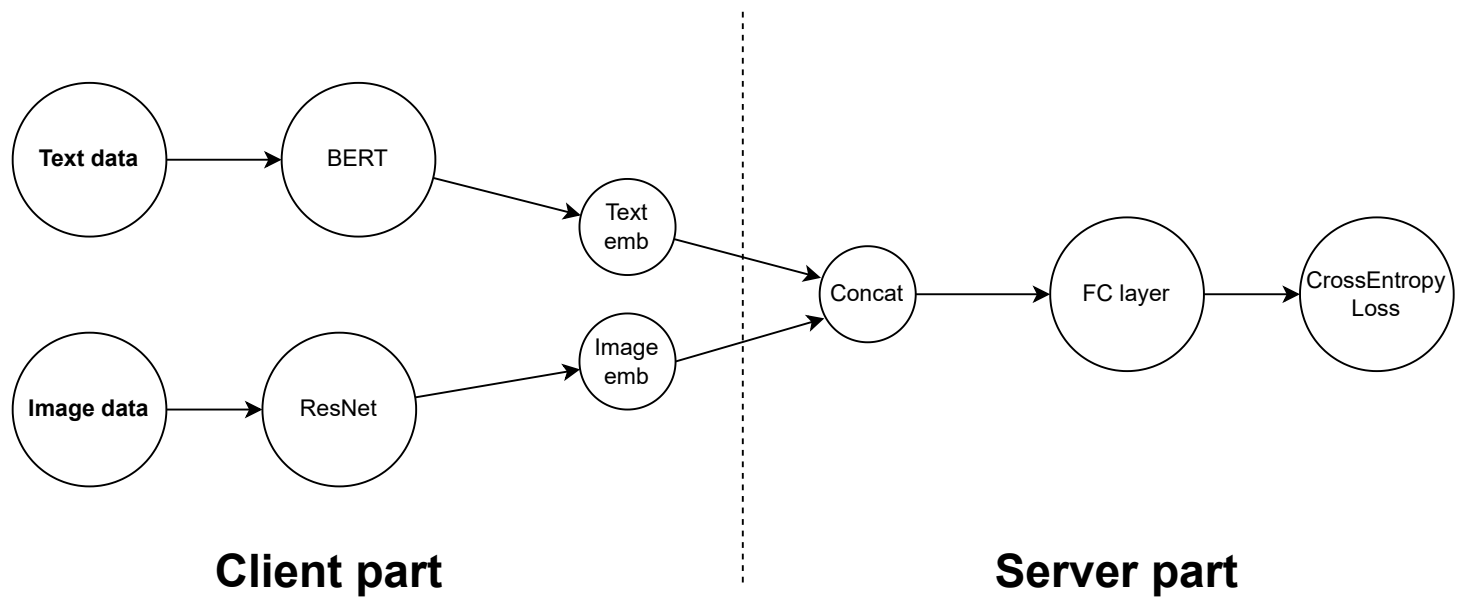 Text data
BERT
Text
emb
Image data
ResNet
Image
emb
Concat
FC layer
CrossEntropy
Loss
Client part
Server part